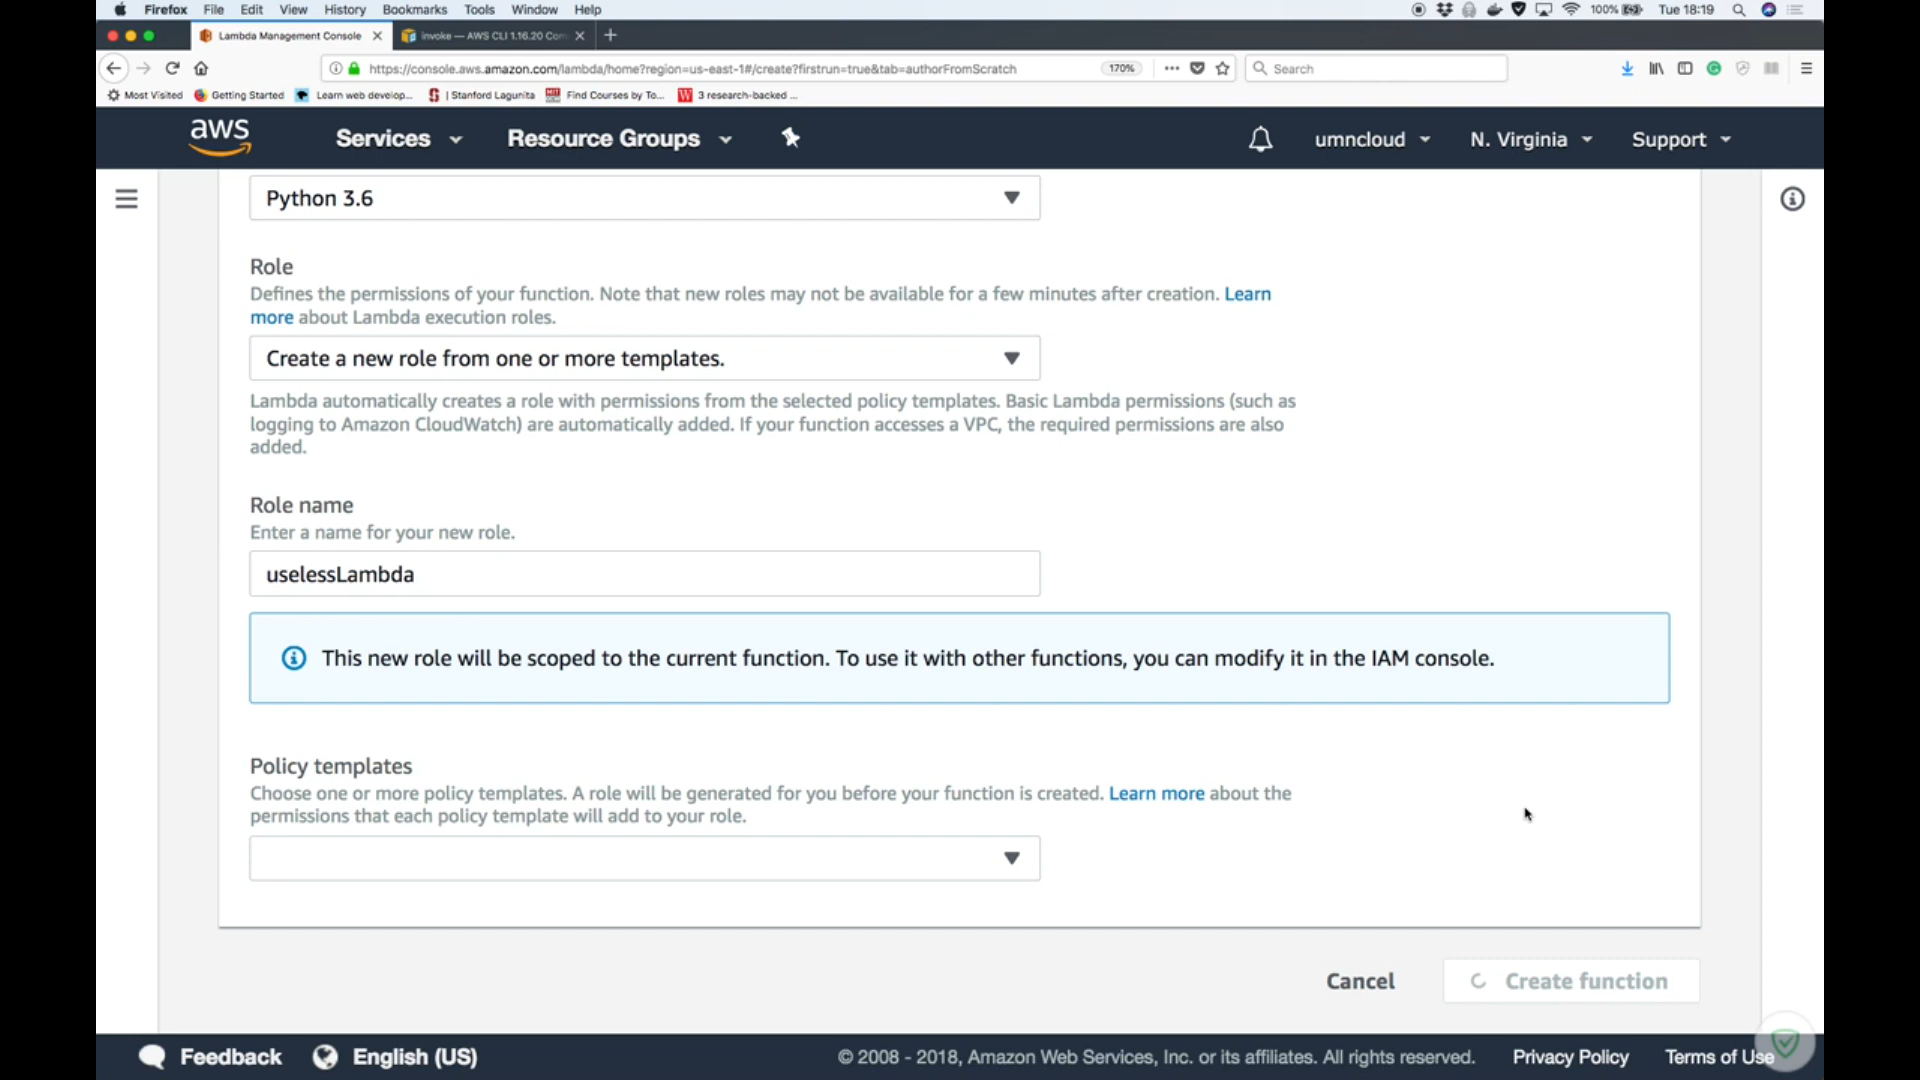 Firefox File Edit View History Bookmarks Tools Window Help 100% Tue 18:19
Lambda Management Console invoke — AWS CLI 1.16.20 Com
https://console.aws.amazon.com/lambda/home?region=us-east-1#/create?firstrun=true&tab=authorFromScratch 170% Search
Most Visited Getting Started Learn web develop... | Stanford Lagunita Find Courses by To... 3 research-backed ...
aws Services Resource Groups umncloud N. Virginia Support
Python 3.6
Role
Defines the permissions of your function. Note that new roles may not be available for a few minutes after creation. Learn
more about Lambda execution roles.
Create a new role from one or more templates.
Lambda automatically creates a role with permissions from the selected policy templates. Basic Lambda permissions (such as
logging to Amazon CloudWatch) are automatically added. If your function accesses a VPC, the required permissions are also
added.
Role name
Enter a name for your new role.
uselessLambda
This new role will be scoped to the current function. To use it with other functions, you can modify it in the IAM console.
Policy templates
Choose one or more policy templates. A role will be generated for you before your function is created. Learn more about the
permissions that each policy template will add to your role.
Cancel Create function
Feedback English (US) © 2008 - 2018, Amazon Web Services, Inc. or its affiliates. All rights reserved. Privacy Policy Terms of Use